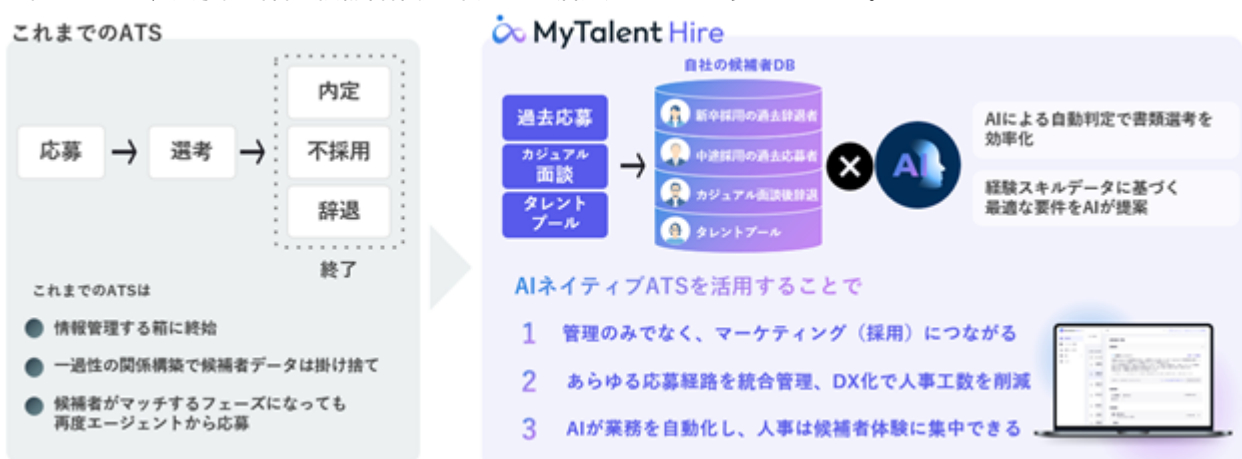 これまでのATS
応募
選考
内定
不採用
辞退
終了
これまでのATSは
情報管理する箱に終始
一過性の関係構築で候補者データは掛け捨て
候補者がマッチするフェーズになっても
再度エージェントから応募
MyTalent Hire
自社の候補者DB
過去応募
カジュアル
面談
タレント
プール
新卒採用の過去辞退者
中途採用の過去応募者
カジュアル面談後辞退
タレントプール
AI
AIによる自動判定で書類選考を
効率化
経験スキルデータに基づく
最適な要件をAIが提案
AIネイティブATSを活用することで
1 管理のみでなく、マーケティング（採用）につながる
2 あらゆる応募経路を統合管理、DX化で人事工数を削減
3 AIが業務を自動化し、人事は候補者体験に集中できる